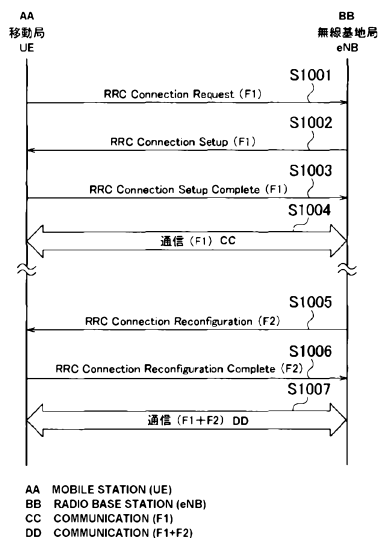 AA
移動局
UE
BB
無線基地局
eNB
S1001
RRC Connection Request (F1)
S1002
RRC Connection Setup (F1)
S1003
RRC Connection Setup Complete (F1)
S1004
通信 (F1) CC
S1005
RRC Connection Reconfiguration (F2)
S1006
RRC Connection Reconfiguration Complete (F2)
S1007
通信 (F1+F2) DD
AA MOBILE STATION (UE)
BB RADIO BASE STATION (eNB)
CC COMMUNICATION (F1)
DD COMMUNICATION (F1+F2)